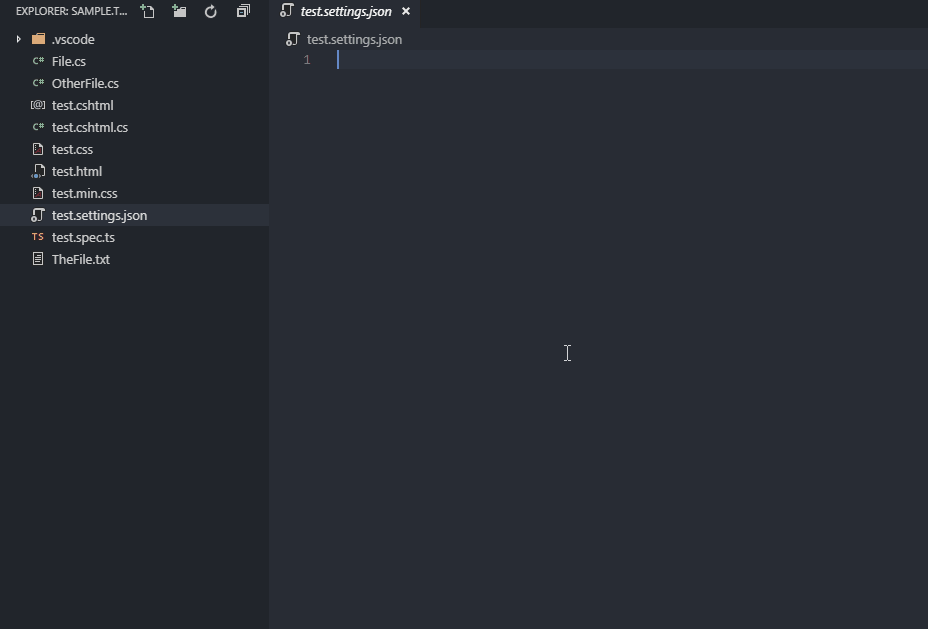 EXPLORER: SAMPLE.T...
.vscode
C# File.cs
C# OtherFile.cs
[@] test.cshtml
C# test.cshtml.cs
test.css
test.html
test.min.css
test.settings.json
TS test.spec.ts
TheFile.txt
test.settings.json ×
test.settings.json
1